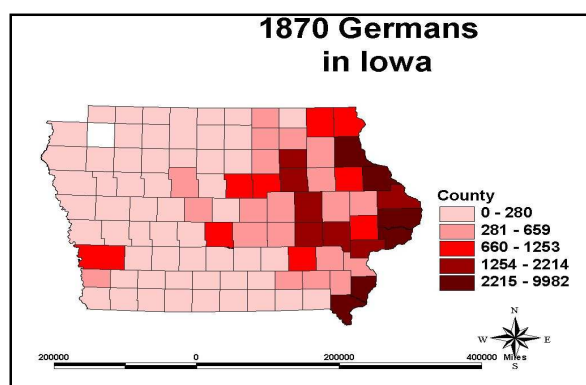 1870 Germans
in Iowa
County
0 - 280
281 - 659
660 - 1253
1254 - 2214
2215 - 9982
N
W E
S
200000 0 200000 400000 Miles